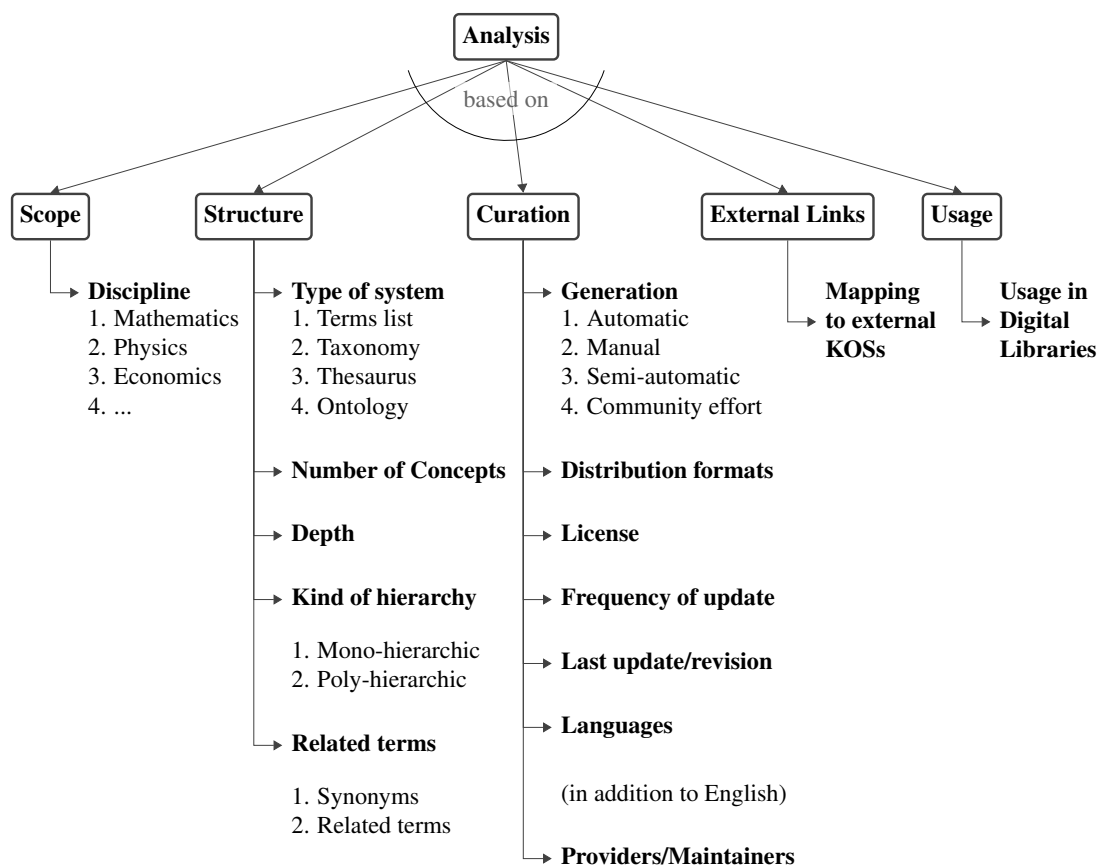 Analysis
based on
Scope
Structure
Curation
External Links
Usage
Discipline
1. Mathematics
2. Physics
3. Economics
4. ...
Type of system
1. Terms list
2. Taxonomy
3. Thesaurus
4. Ontology
Number of Concepts
Depth
Kind of hierarchy
1. Mono-hierarchic
2. Poly-hierarchic
Related terms
1. Synonyms
2. Related terms
Generation
1. Automatic
2. Manual
3. Semi-automatic
4. Community effort
Distribution formats
License
Frequency of update
Last update/revision
Languages
(in addition to English)
Providers/Maintainers
Mapping
to external
KOSs
Usage in
Digital
Libraries